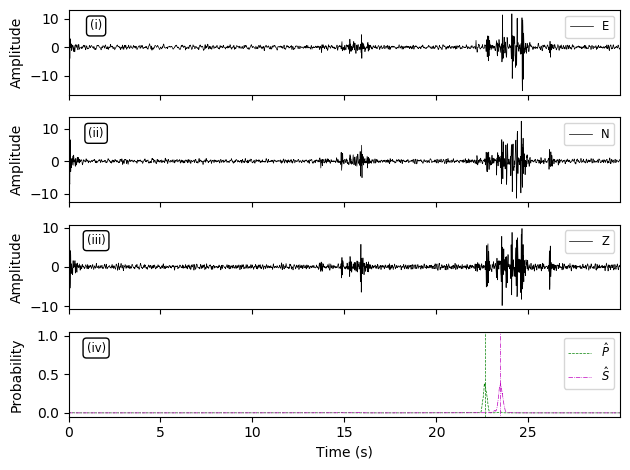 Amplitude
10
0
−10
(i)
E
Amplitude
10
0
−10
(ii)
N
Amplitude
10
0
−10
(iii)
Z
Probability
1.0
0.5
0.0
(iv)
P̂
Ŝ
0 5 10 15 20 25
Time (s)